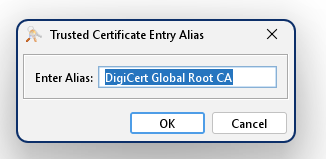 Trusted Certificate Entry Alias
Enter Alias: DigiCert Global Root CA
OK Cancel